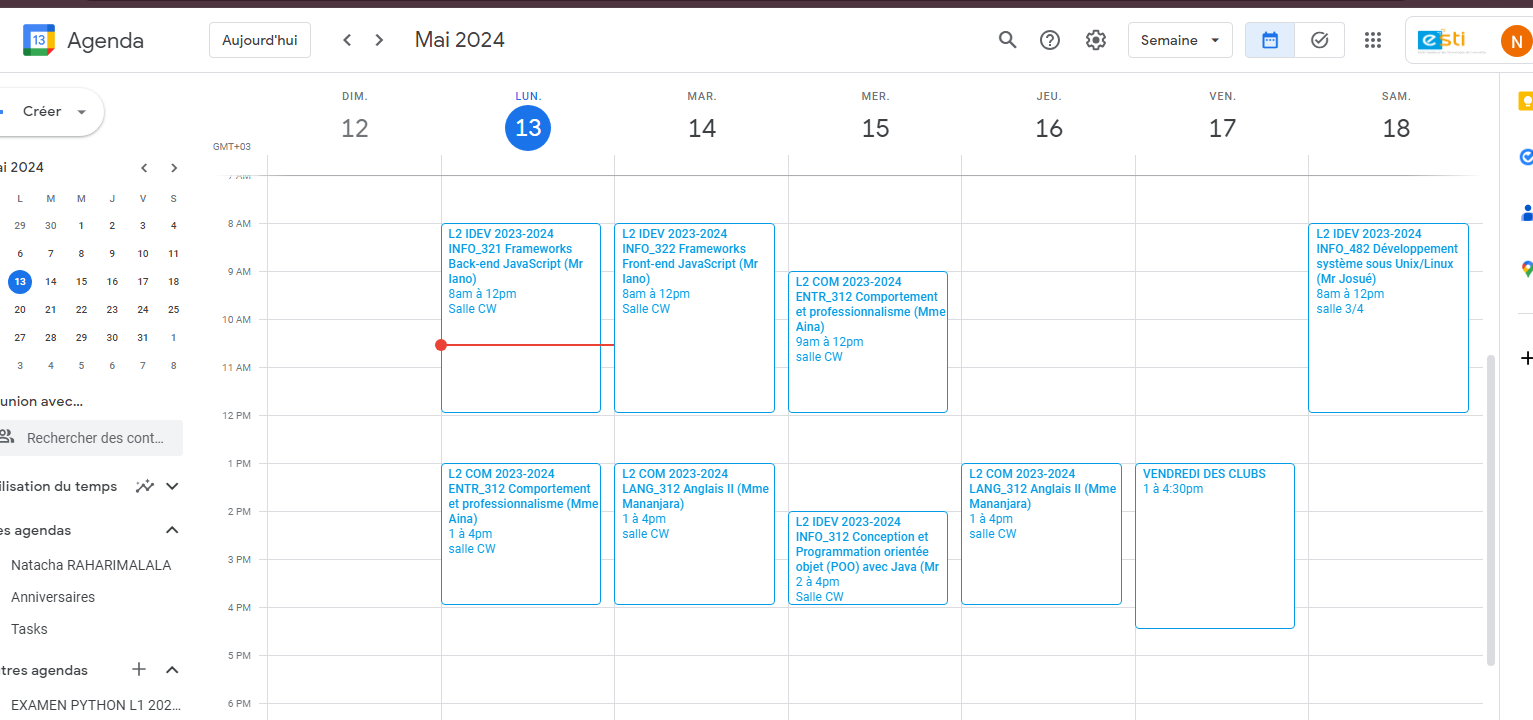 13 Agenda Aujourd'hui Mai 2024 Semaine esti N
Créer
DIM. LUN. MAR. MER. JEU. VEN. SAM.
12 13 14 15 16 17 18
GMT+03
ai 2024
L M M J V S
29 30 1 2 3 4
6 7 8 9 10 11
13 14 15 16 17 18
20 21 22 23 24 25
27 28 29 30 31 1
3 4 5 6 7 8
union avec...
Rechercher des cont...
ilisation du temps
es agendas
Natacha RAHARIMALALA
Anniversaires
Tasks
tres agendas
EXAMEN PYTHON L1 202...
7 AM
8 AM
9 AM
10 AM
11 AM
12 PM
1 PM
2 PM
3 PM
4 PM
5 PM
6 PM
L2 IDEV 2023-2024
INFO_321 Frameworks
Back-end JavaScript (Mr
Iano)
8am à 12pm
Salle CW
L2 COM 2023-2024
ENTR_312 Comportement
et professionnalisme (Mme
Aina)
1 à 4pm
salle CW
L2 IDEV 2023-2024
INFO_322 Frameworks
Front-end JavaScript (Mr
Iano)
8am à 12pm
Salle CW
L2 COM 2023-2024
LANG_312 Anglais II (Mme
Mananjara)
1 à 4pm
salle CW
L2 COM 2023-2024
ENTR_312 Comportement
et professionnalisme (Mme
Aina)
9am à 12pm
salle CW
L2 IDEV 2023-2024
INFO_312 Conception et
Programmation orientée
objet (POO) avec Java (Mr
2 à 4pm
Salle CW
L2 COM 2023-2024
LANG_312 Anglais II (Mme
Mananjara)
1 à 4pm
salle CW
VENDREDI DES CLUBS
1 à 4:30pm
L2 IDEV 2023-2024
INFO_482 Développement
système sous Unix/Linux
(Mr Josué)
8am à 12pm
salle 3/4